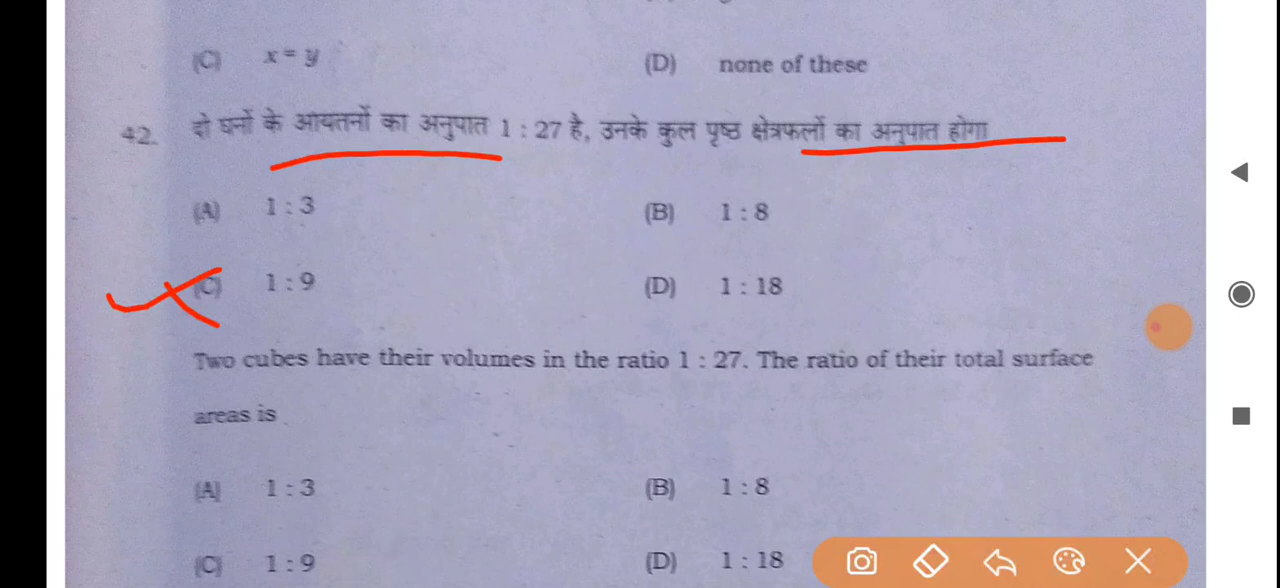 (C) x = y (D) none of these
42. दो घनों के आयतनों का अनुपात 1 : 27 है, उनके कुल पृष्ठ क्षेत्रफलों का अनुपात होगा
(A) 1 : 3 (B) 1 : 8
(C) 1 : 9 (D) 1 : 18
Two cubes have their volumes in the ratio 1 : 27. The ratio of their total surface
areas is
(A) 1 : 3 (B) 1 : 8
(C) 1 : 9 (D) 1 : 18